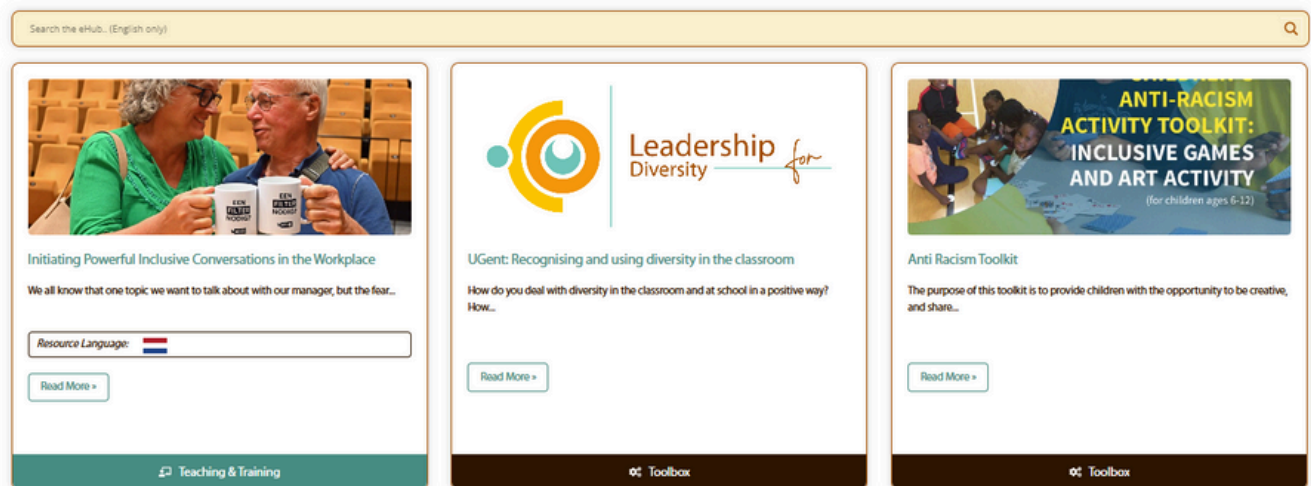 Search the eHub.. (English only)
EEN
FILTER
NODIG?
EEN
FILTER
NODIG?
Initiating Powerful Inclusive Conversations in the Workplace
We all know that one topic we want to talk about with our manager, but the fear...
Resource Language:
Read More »
Teaching & Training
Leadership
for
Diversity
UGent: Recognising and using diversity in the classroom
How do you deal with diversity in the classroom and at school in a positive way?
How...
Read More »
Toolbox
ANTI-RACISM
ACTIVITY TOOLKIT:
INCLUSIVE GAMES
AND ART ACTIVITY
(for children ages 6-12)
Anti Racism Toolkit
The purpose of this toolkit is to provide children with the opportunity to be creative,
and share...
Read More »
Toolbox